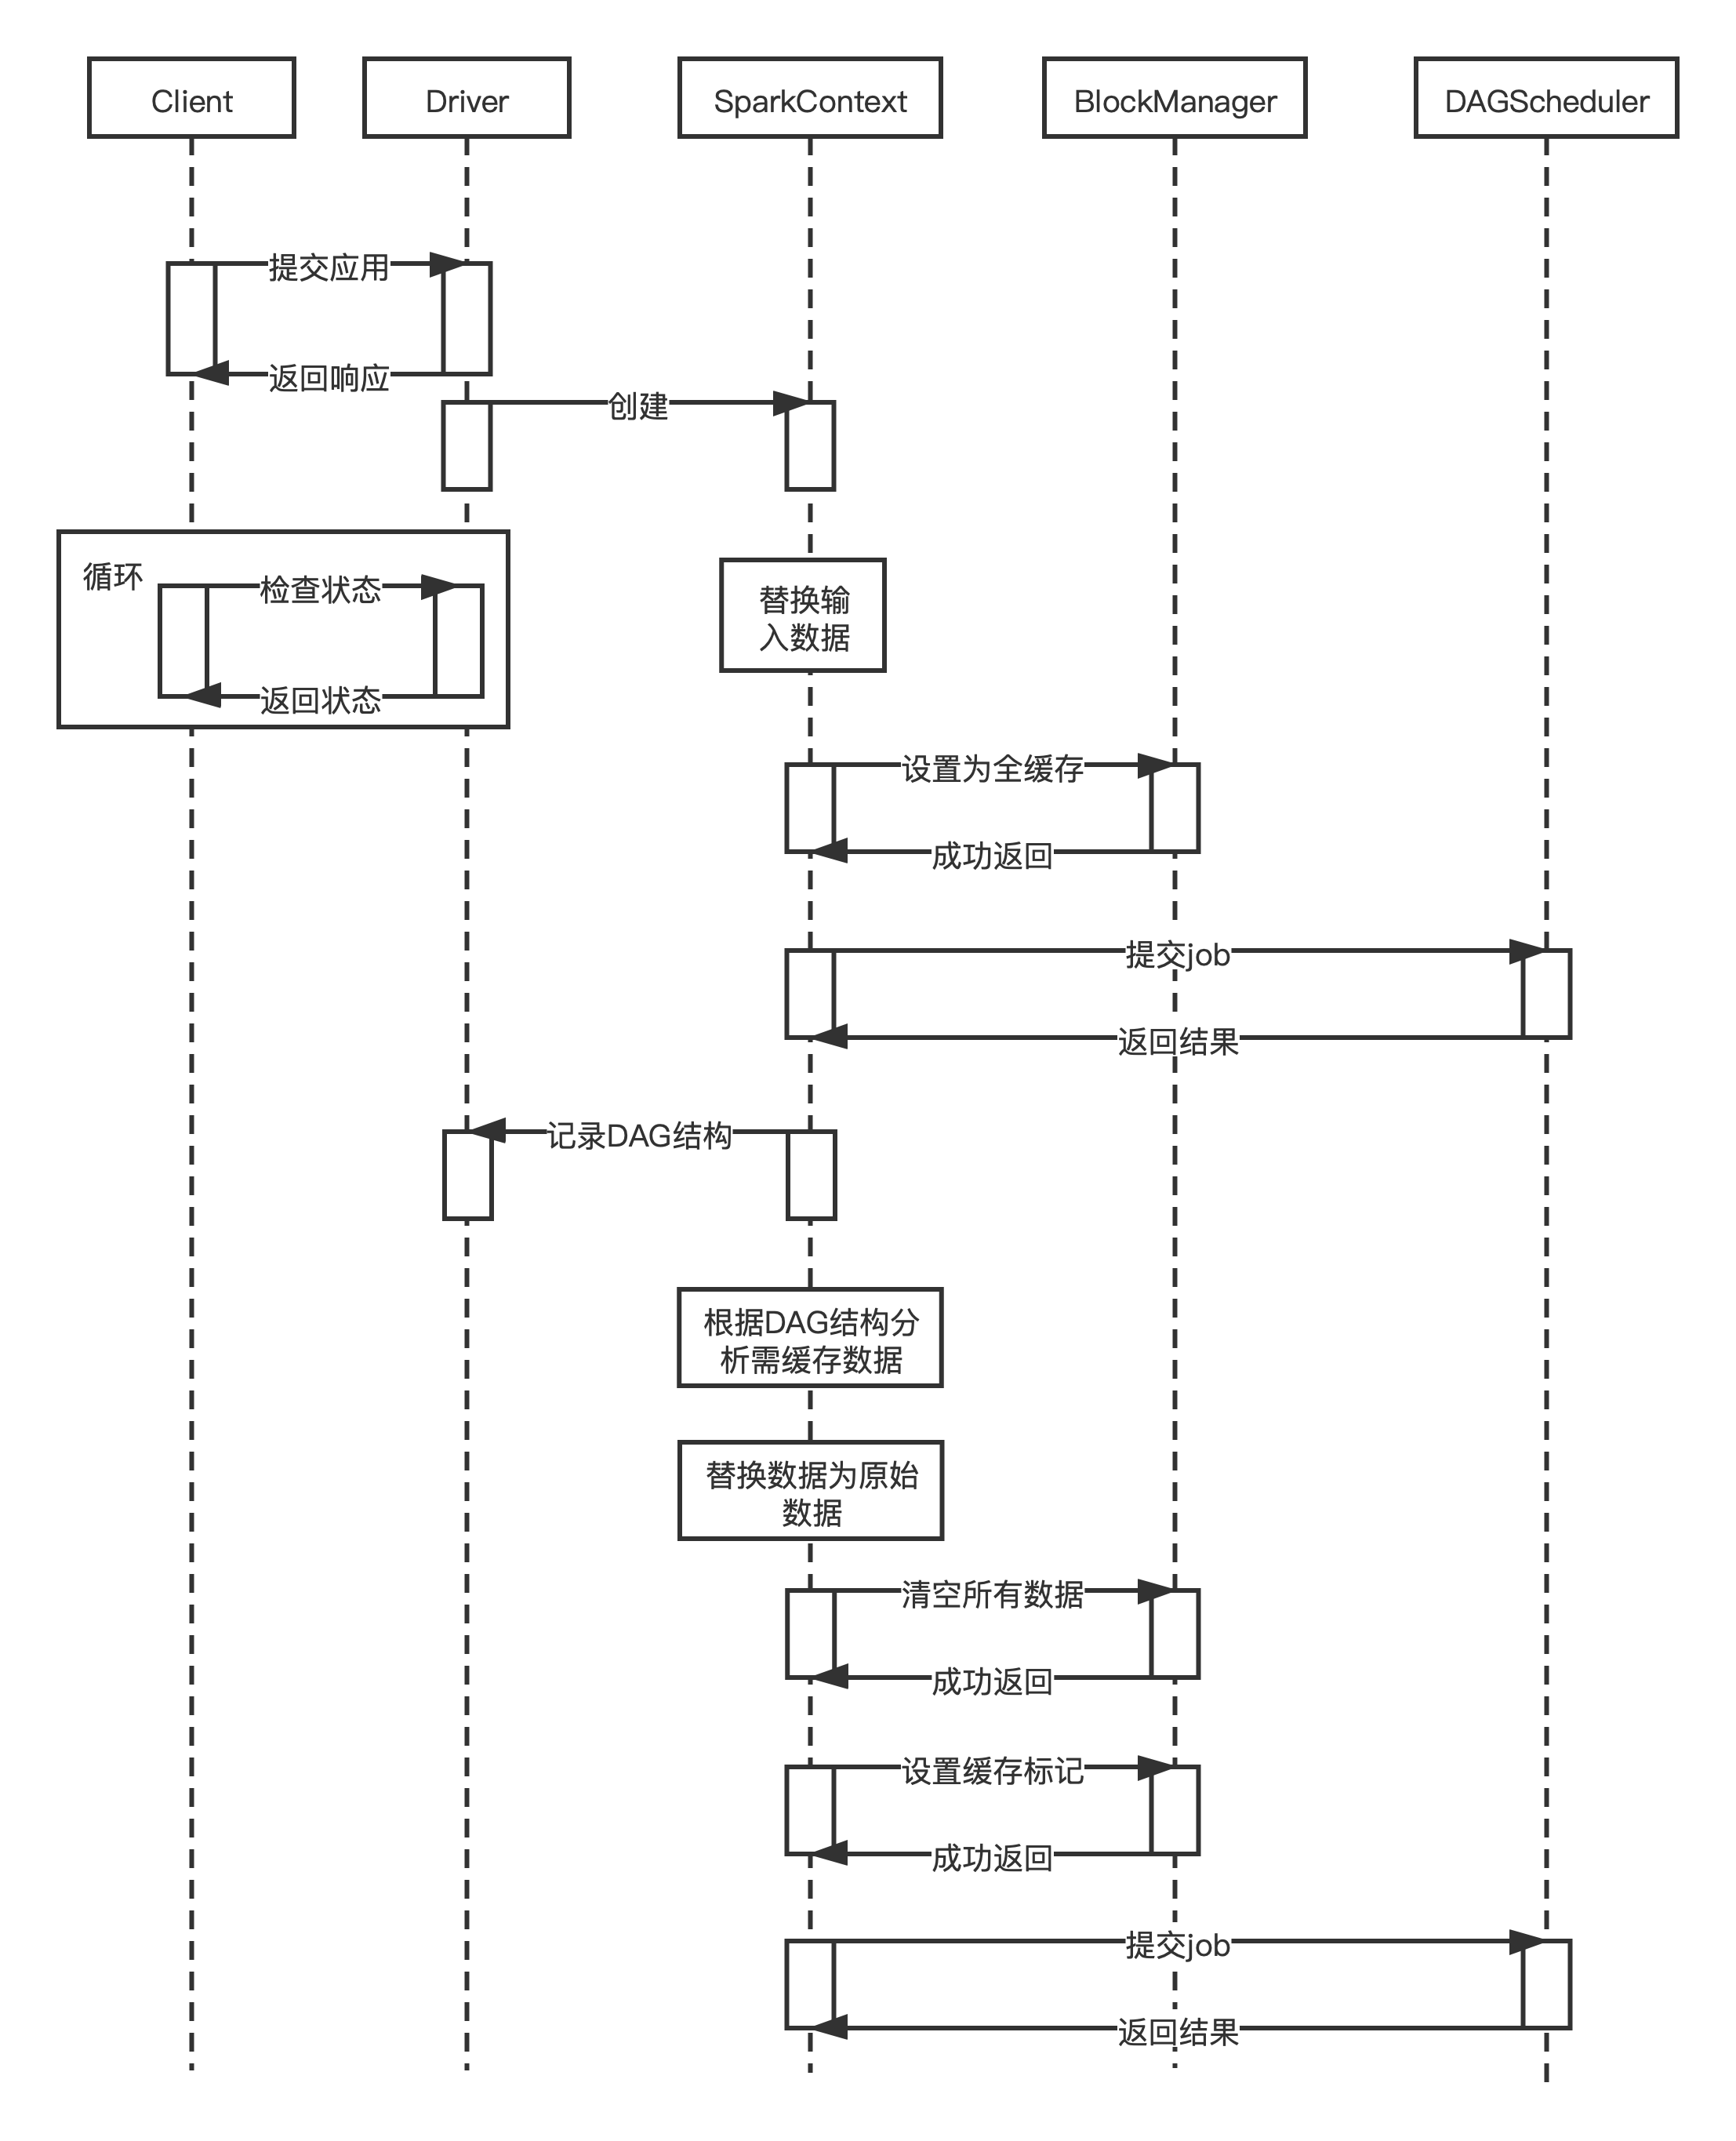 Client
Driver
SparkContext
BlockManager
DAGScheduler
提交应用
返回响应
创建
循环
检查状态
返回状态
替换输
入数据
设置为全缓存
成功返回
提交job
返回结果
记录DAG结构
根据DAG结构分
析需缓存数据
替换数据为原始
数据
清空所有数据
成功返回
设置缓存标记
成功返回
提交job
返回结果